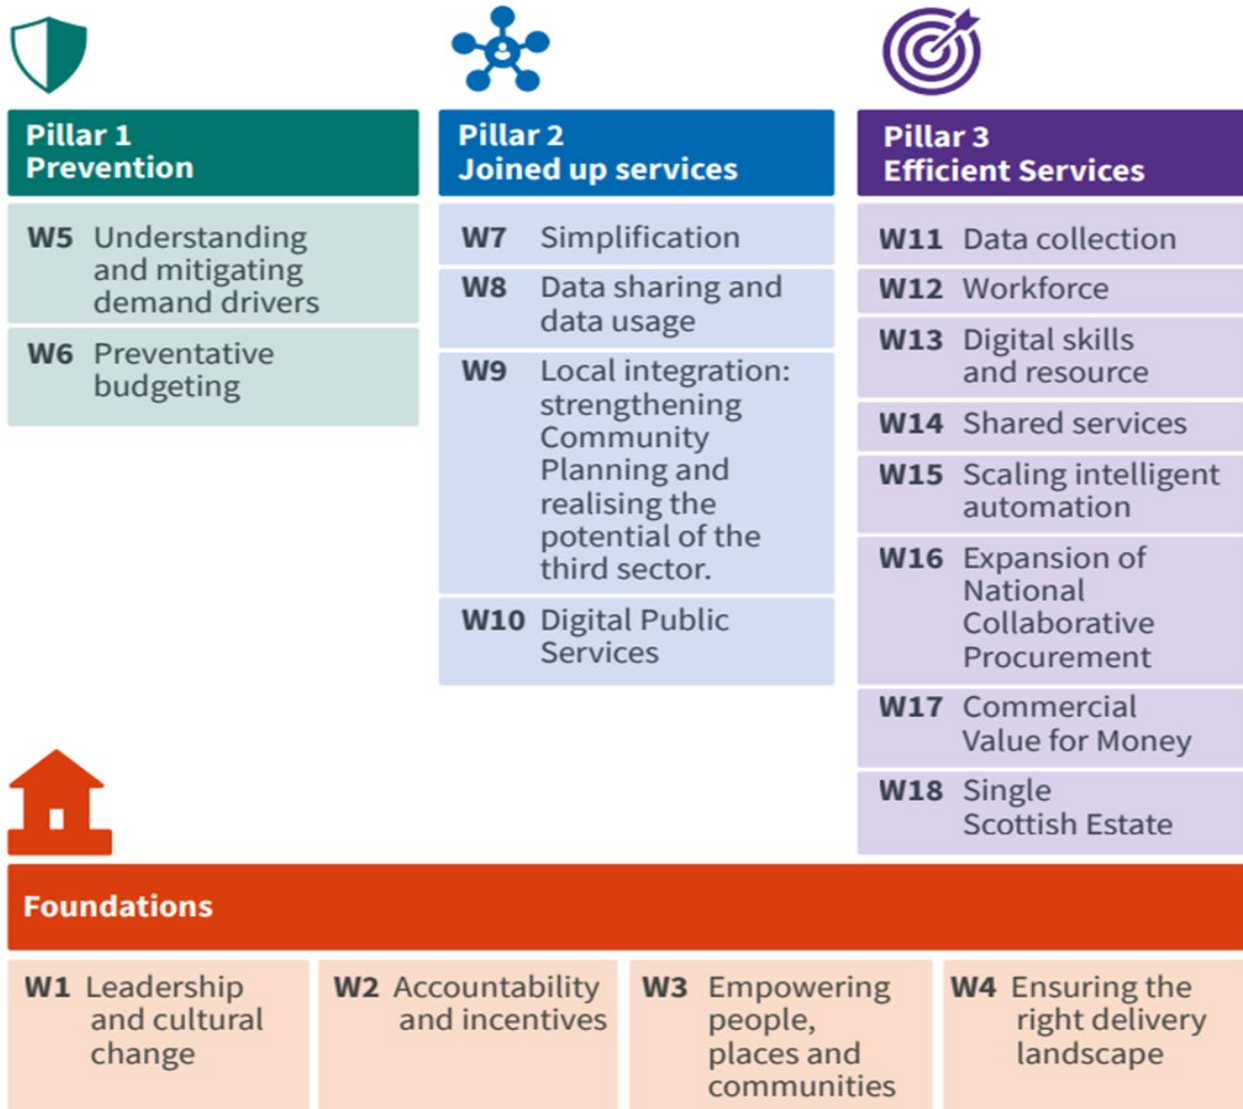 Pillar 1
Prevention
W5 Understanding
and mitigating
demand drivers
W6 Preventative
budgeting
Pillar 2
Joined up services
W7 Simplification
W8 Data sharing and
data usage
W9 Local integration:
strengthening
Community
Planning and
realising the
potential of the
third sector.
W10 Digital Public
Services
Pillar 3
Efficient Services
W11 Data collection
W12 Workforce
W13 Digital skills
and resource
W14 Shared services
W15 Scaling intelligent
automation
W16 Expansion of
National
Collaborative
Procurement
W17 Commercial
Value for Money
W18 Single
Scottish Estate
Foundations
W1 Leadership
and cultural
change
W2 Accountability
and incentives
W3 Empowering
people,
places and
communities
W4 Ensuring the
right delivery
landscape